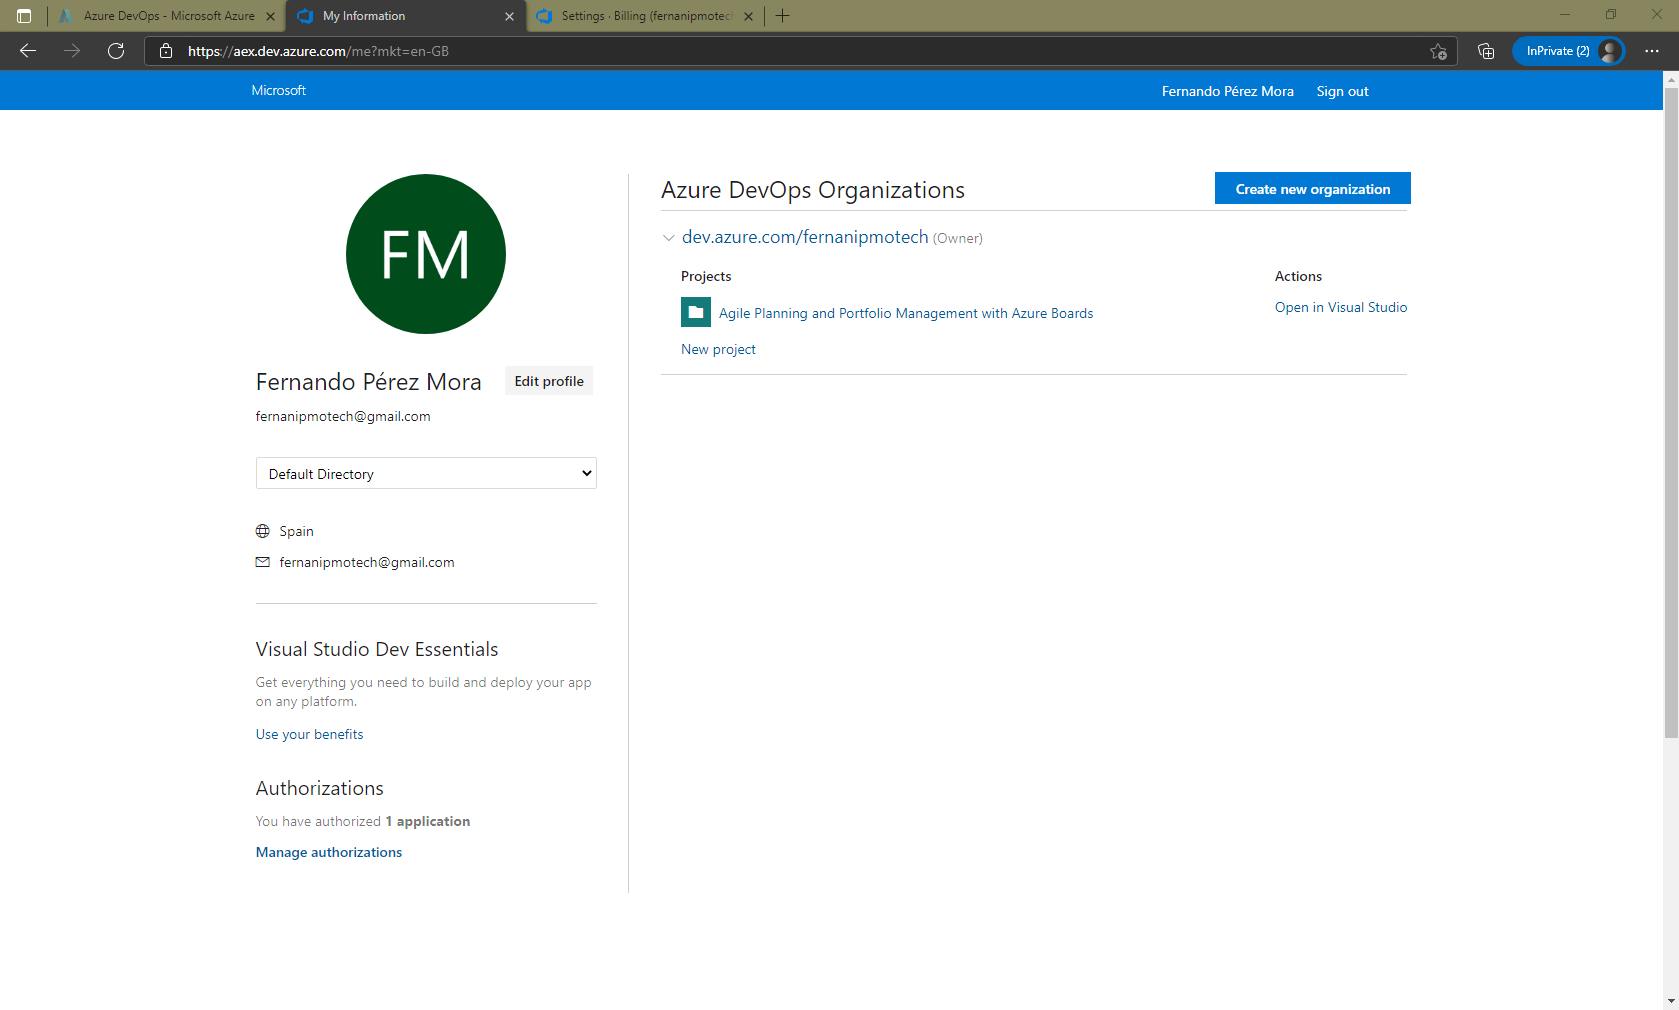 Azure DevOps - Microsoft Azure
My Information
Settings · Billing (fernanipmotech
https://aex.dev.azure.com/me?mkt=en-GB
InPrivate (2)
Microsoft
Fernando Pérez Mora
Sign out
FM
Fernando Pérez Mora
Edit profile
fernanipmotech@gmail.com
Default Directory
Spain
fernanipmotech@gmail.com
Visual Studio Dev Essentials
Get everything you need to build and deploy your app
on any platform.
Use your benefits
Authorizations
You have authorized 1 application
Manage authorizations
Azure DevOps Organizations
Create new organization
dev.azure.com/fernanipmotech (Owner)
Projects
Actions
Agile Planning and Portfolio Management with Azure Boards
Open in Visual Studio
New project